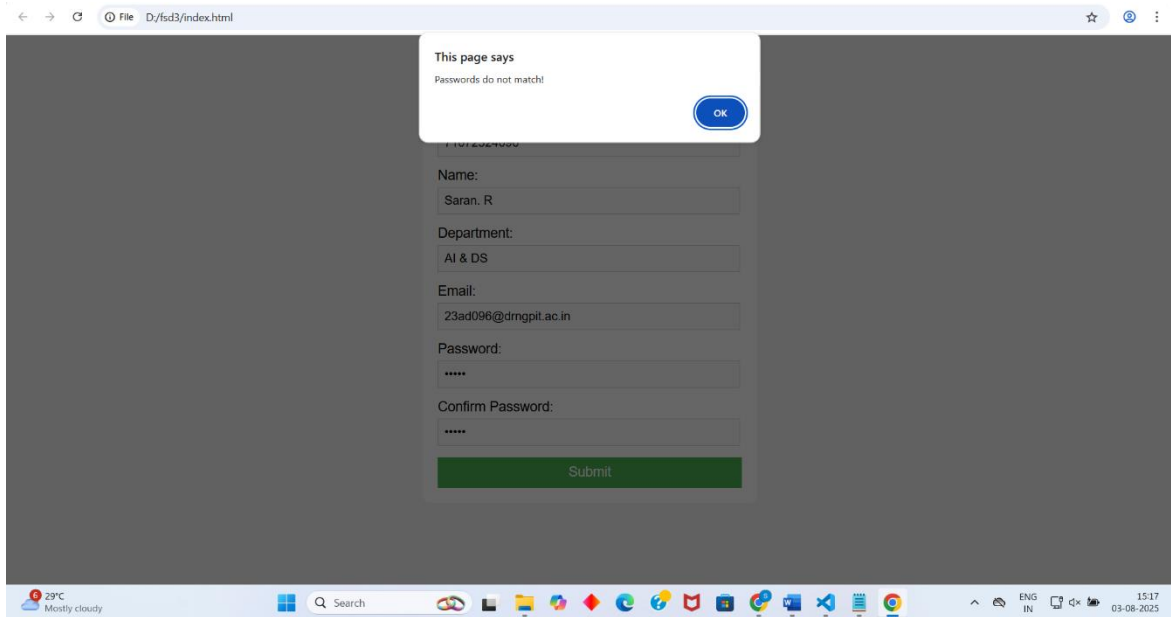 File D:/fsd3/index.html
This page says
Passwords do not match!
OK
Name:
Saran. R
Department:
AI & DS
Email:
23ad096@drngpit.ac.in
Password:
•••••
Confirm Password:
•••••
Submit
6
29°C
Mostly cloudy
Search
ENG
IN
15:17
03-08-2025